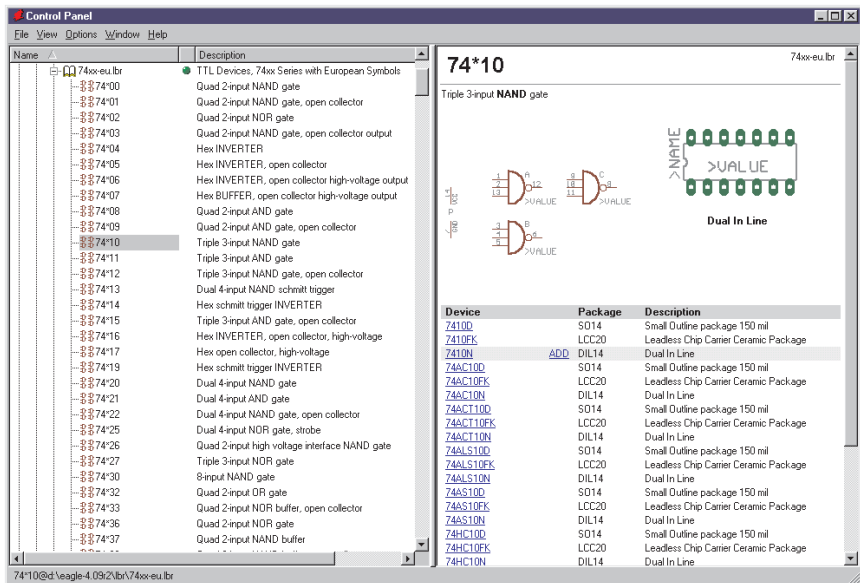 Control Panel
File View Options Window Help
Name Description
74xx-eu.lbr TTL Devices, 74xx Series with European Symbols
74*00 Quad 2-input NAND gate
74*01 Quad 2-input NAND gate, open collector
74*02 Quad 2-input NOR gate
74*03 Quad 2-input NAND gate, open collector output
74*04 Hex INVERTER
74*05 Hex INVERTER, open collector
74*06 Hex INVERTER, open collector high-voltage output
74*07 Hex BUFFER, open collector high-voltage output
74*08 Quad 2-input AND gate
74*09 Quad 2-input AND gate, open collector
74*10 Triple 3-input NAND gate
74*11 Triple 3-input AND gate
74*12 Triple 3-input NAND gate, open collector
74*13 Dual 4-input NAND schmitt trigger
74*14 Hex schmitt trigger INVERTER
74*15 Triple 3-input AND gate, open collector
74*16 Hex INVERTER, open collector, high-voltage
74*17 Hex open collector, high-voltage
74*19 Hex schmitt trigger INVERTER
74*20 Dual 4-input NAND gate
74*21 Dual 4-input AND gate
74*22 Dual 4-input NAND gate, open collector
74*25 Dual 4-input NOR gate, strobe
74*26 Quad 2-input high voltage interface NAND gate
74*27 Triple 3-input NOR gate
74*30 8-input NAND gate
74*32 Quad 2-input OR gate
74*33 Quad 2-input NOR buffer, open collector
74*36 Quad 2-input NOR gate
74*37 Quad 2-input NAND buffer
74*10 74xx-eu.lbr
Triple 3-input NAND gate
1 2 13 A 12 >VALUE
9 10 11 C 8 >VALUE
VCC P GND
3 4 5 B 6 >VALUE
>NAME >VALUE
Dual In Line
Device Package Description
7410D SO14 Small Outline package 150 mil
7410FK LCC20 Leadless Chip Carrier Ceramic Package
7410N ADD DIL14 Dual In Line
74AC10D SO14 Small Outline package 150 mil
74AC10FK LCC20 Leadless Chip Carrier Ceramic Package
74AC10N DIL14 Dual In Line
74ACT10D SO14 Small Outline package 150 mil
74ACT10FK LCC20 Leadless Chip Carrier Ceramic Package
74ACT10N DIL14 Dual In Line
74ALS10D SO14 Small Outline package 150 mil
74ALS10FK LCC20 Leadless Chip Carrier Ceramic Package
74ALS10N DIL14 Dual In Line
74AS10D SO14 Small Outline package 150 mil
74AS10FK LCC20 Leadless Chip Carrier Ceramic Package
74AS10N DIL14 Dual In Line
74HC10D SO14 Small Outline package 150 mil
74HC10FK LCC20 Leadless Chip Carrier Ceramic Package
74HC10N DIL14 Dual In Line
74*10@d:\eagle-4.09r2\lbr\74xx-eu.lbr